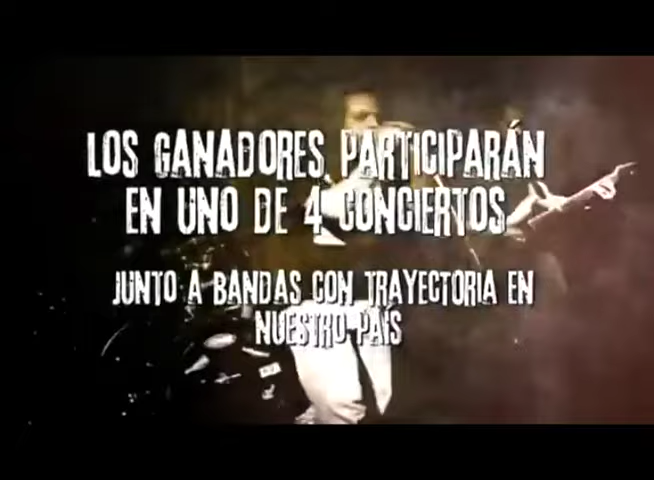 LOS GANADORES PARTICIPARÁN
EN UNO DE 4 CONCIERTOS
JUNTO A BANDAS CON TRAYECTORIA EN
NUESTRO PAÍS